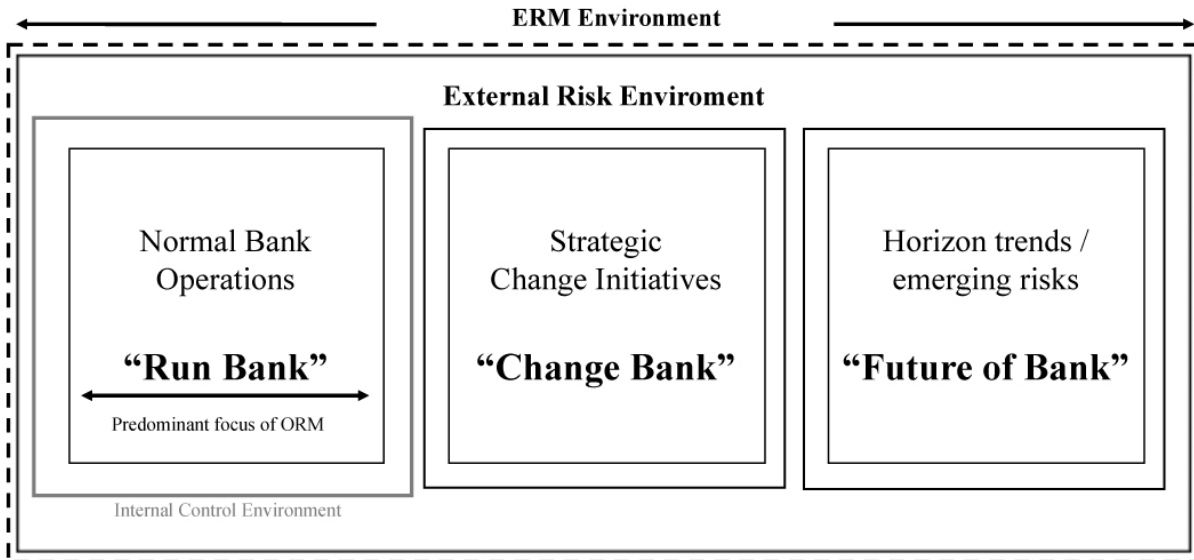 ERM Environment
External Risk Enviroment
Normal Bank
Operations
“Run Bank”
Predominant focus of ORM
Internal Control Environment
Strategic
Change Initiatives
“Change Bank”
Horizon trends /
emerging risks
“Future of Bank”